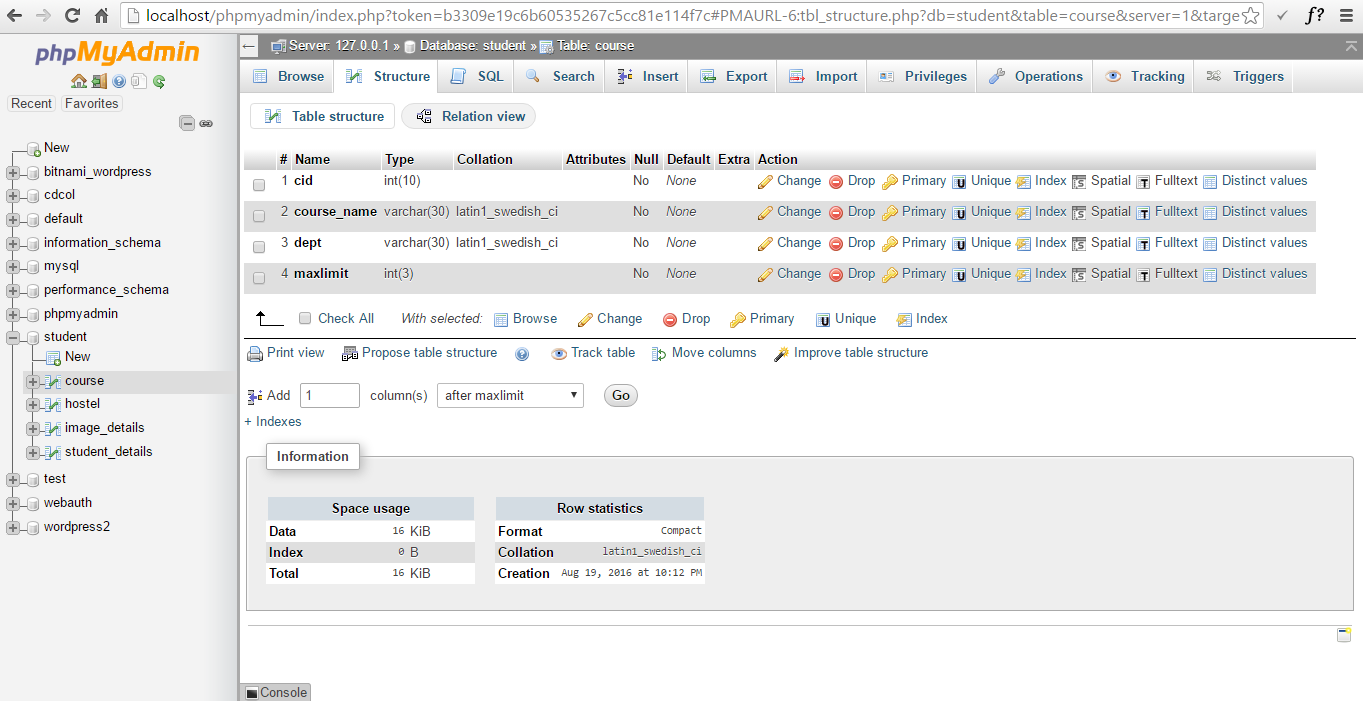 localhost/phpmyadmin/index.php?token=b3309e19c6b60535267c5cc81e114f7c#PMAURL-6:tbl_structure.php?db=student&table=course&server=1&targe
f?
phpMyAdmin
Recent Favorites
New
bitnami_wordpress
cdcol
default
information_schema
mysql
performance_schema
phpmyadmin
student
New
course
hostel
image_details
student_details
test
webauth
wordpress2
Server: 127.0.0.1 » Database: student » Table: course
Browse Structure SQL Search Insert Export Import Privileges Operations Tracking Triggers
Table structure Relation view
# Name Type Collation Attributes Null Default Extra Action
1 cid int(10) No None Change Drop Primary Unique Index Spatial Fulltext Distinct values
2 course_name varchar(30) latin1_swedish_ci No None Change Drop Primary Unique Index Spatial Fulltext Distinct values
3 dept varchar(30) latin1_swedish_ci No None Change Drop Primary Unique Index Spatial Fulltext Distinct values
4 maxlimit int(3) No None Change Drop Primary Unique Index Spatial Fulltext Distinct values
Check All With selected: Browse Change Drop Primary Unique Index
Print view Propose table structure Track table Move columns Improve table structure
Add 1 column(s) after maxlimit Go
+ Indexes
Information
Space usage
Data 16 KiB
Index 0 B
Total 16 KiB
Row statistics
Format Compact
Collation latin1_swedish_ci
Creation Aug 19, 2016 at 10:12 PM
Console